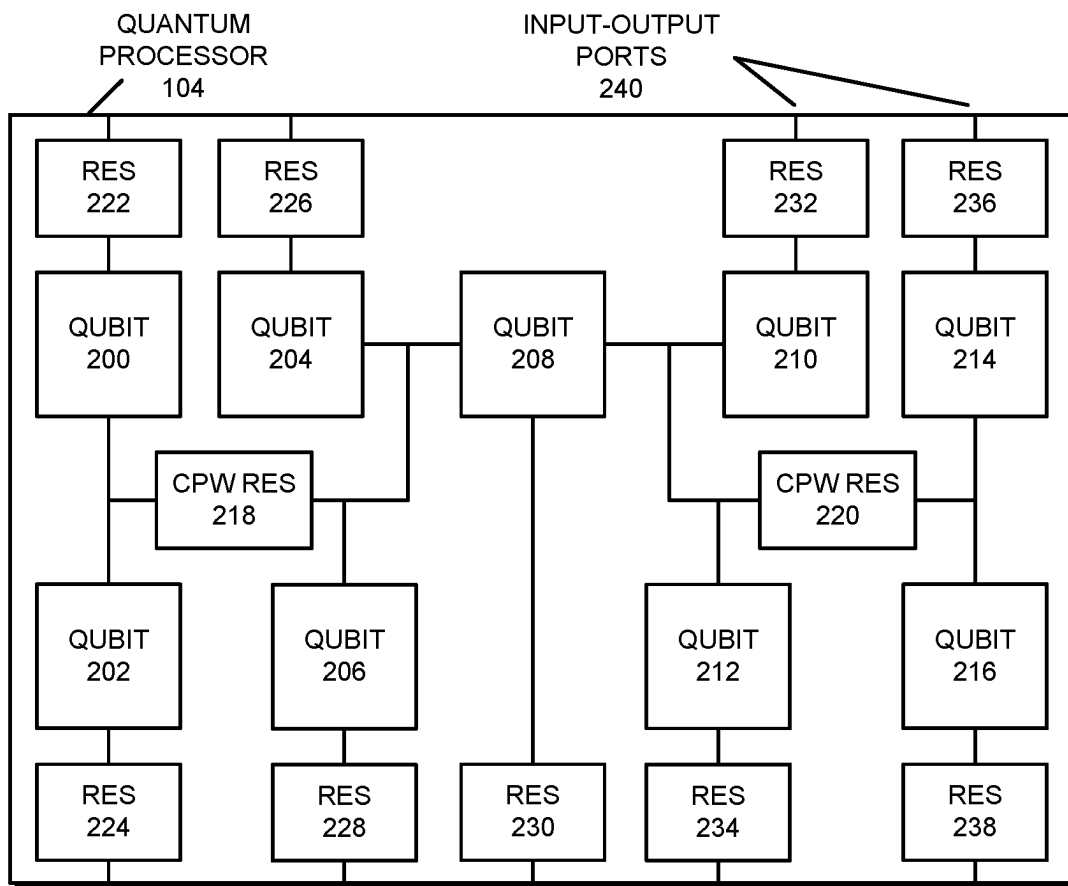 QUANTUM
PROCESSOR
104
INPUT-OUTPUT
PORTS
240
RES
222
RES
226
RES
232
RES
236
QUBIT
200
QUBIT
204
QUBIT
208
QUBIT
210
QUBIT
214
CPW RES
218
CPW RES
220
QUBIT
202
QUBIT
206
QUBIT
212
QUBIT
216
RES
224
RES
228
RES
230
RES
234
RES
238